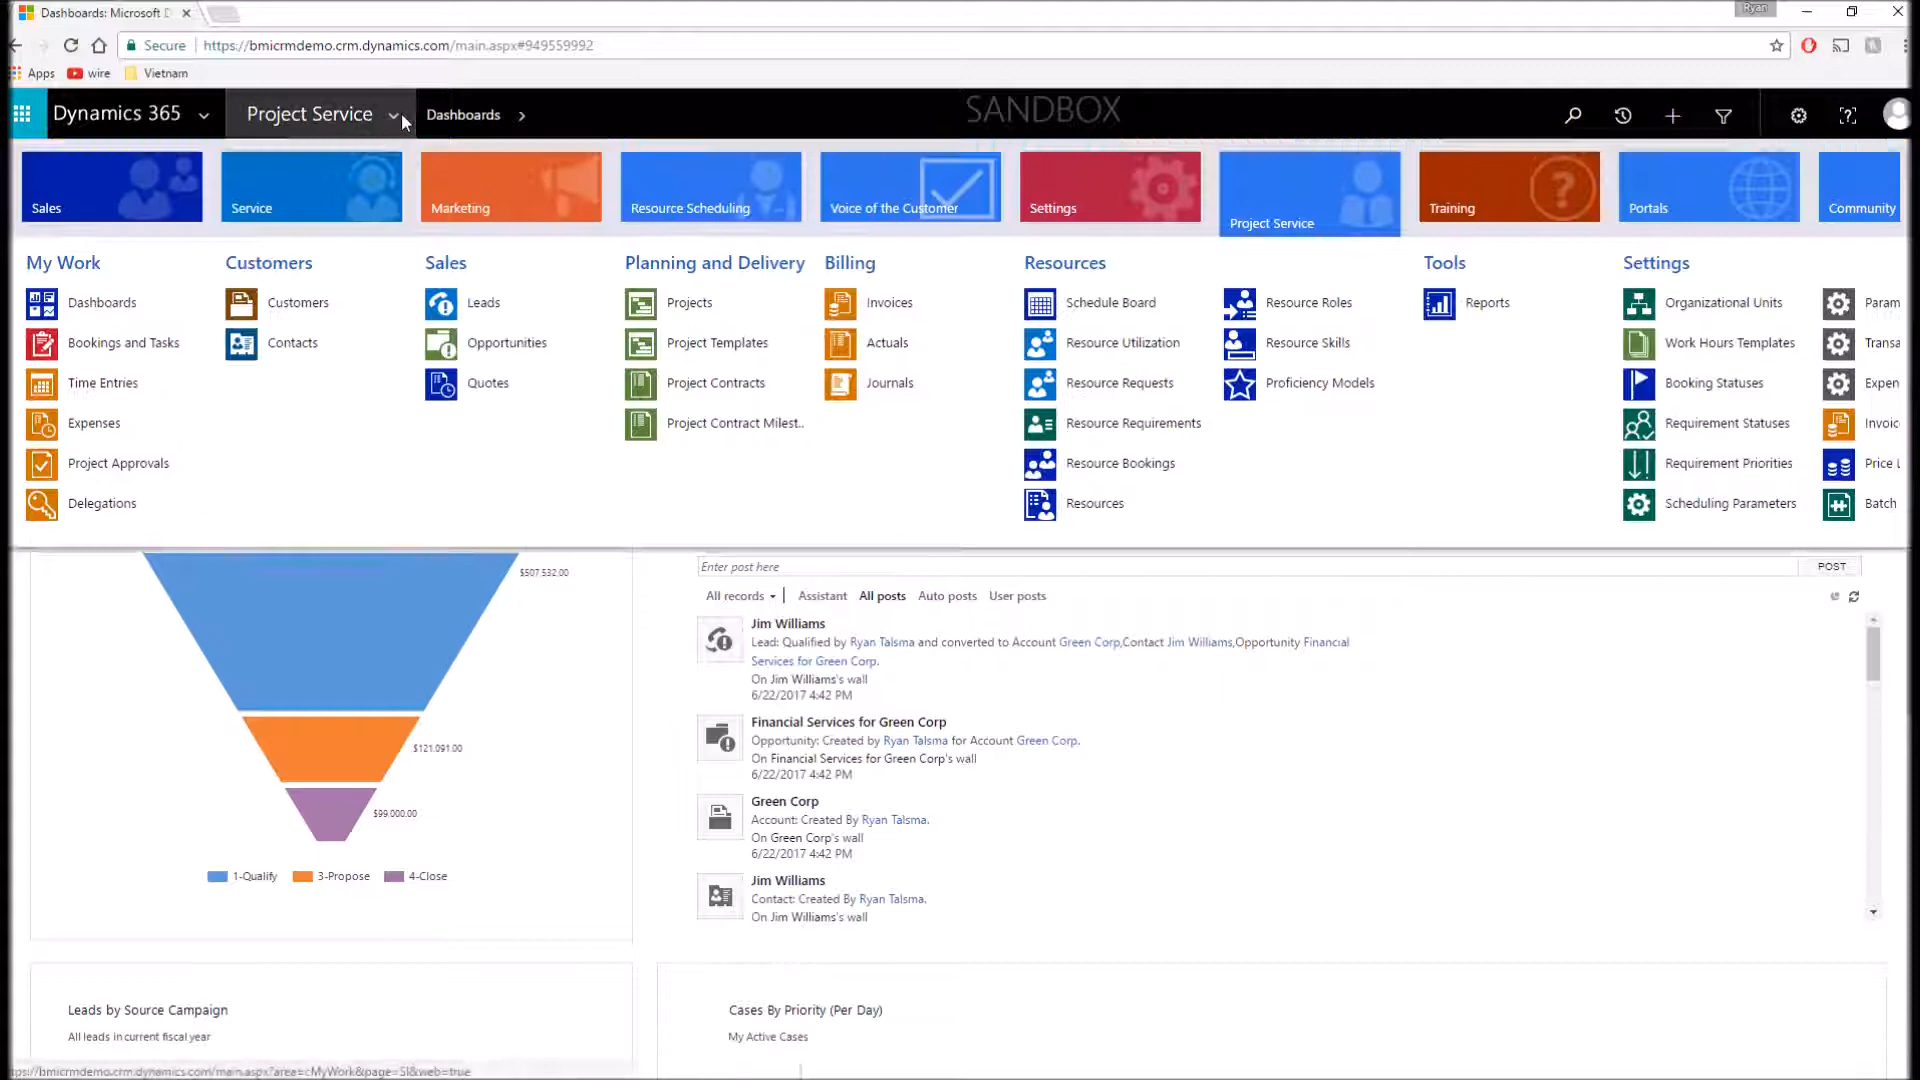 Dashboards: Microsoft D
Ryan
Secure
https://bmicrmdemo.crm.dynamics.com/main.aspx#949559992
Apps
wire
Vietnam
Dynamics 365
Project Service
Dashboards
SANDBOX
Sales
Service
Marketing
Resource Scheduling
Voice of the Customer
Settings
Project Service
Training
Portals
Community
My Work
Dashboards
Bookings and Tasks
Time Entries
Expenses
Project Approvals
Delegations
Customers
Customers
Contacts
Sales
Leads
Opportunities
Quotes
Planning and Delivery
Projects
Project Templates
Project Contracts
Project Contract Milest..
Billing
Invoices
Actuals
Journals
Resources
Schedule Board
Resource Utilization
Resource Requests
Resource Requirements
Resource Bookings
Resources
Resource Roles
Resource Skills
Proficiency Models
Tools
Reports
Settings
Organizational Units
Work Hours Templates
Booking Statuses
Requirement Statuses
Requirement Priorities
Scheduling Parameters
Param
Transa
Expen
Invoic
Price L
Batch
$507,532.00
$121,091.00
$99,000.00
1-Qualify
3-Propose
4-Close
Enter post here
POST
All records
Assistant
All posts
Auto posts
User posts
Jim Williams
Lead: Qualified by Ryan Talsma and converted to Account Green Corp,Contact Jim Williams,Opportunity Financial
Services for Green Corp.
On Jim Williams's wall
6/22/2017 4:42 PM
Financial Services for Green Corp
Opportunity: Created by Ryan Talsma for Account Green Corp.
On Financial Services for Green Corp's wall
6/22/2017 4:42 PM
Green Corp
Account: Created By Ryan Talsma.
On Green Corp's wall
6/22/2017 4:42 PM
Jim Williams
Contact: Created By Ryan Talsma.
On Jim Williams's wall
Leads by Source Campaign
All leads in current fiscal year
Cases By Priority (Per Day)
My Active Cases